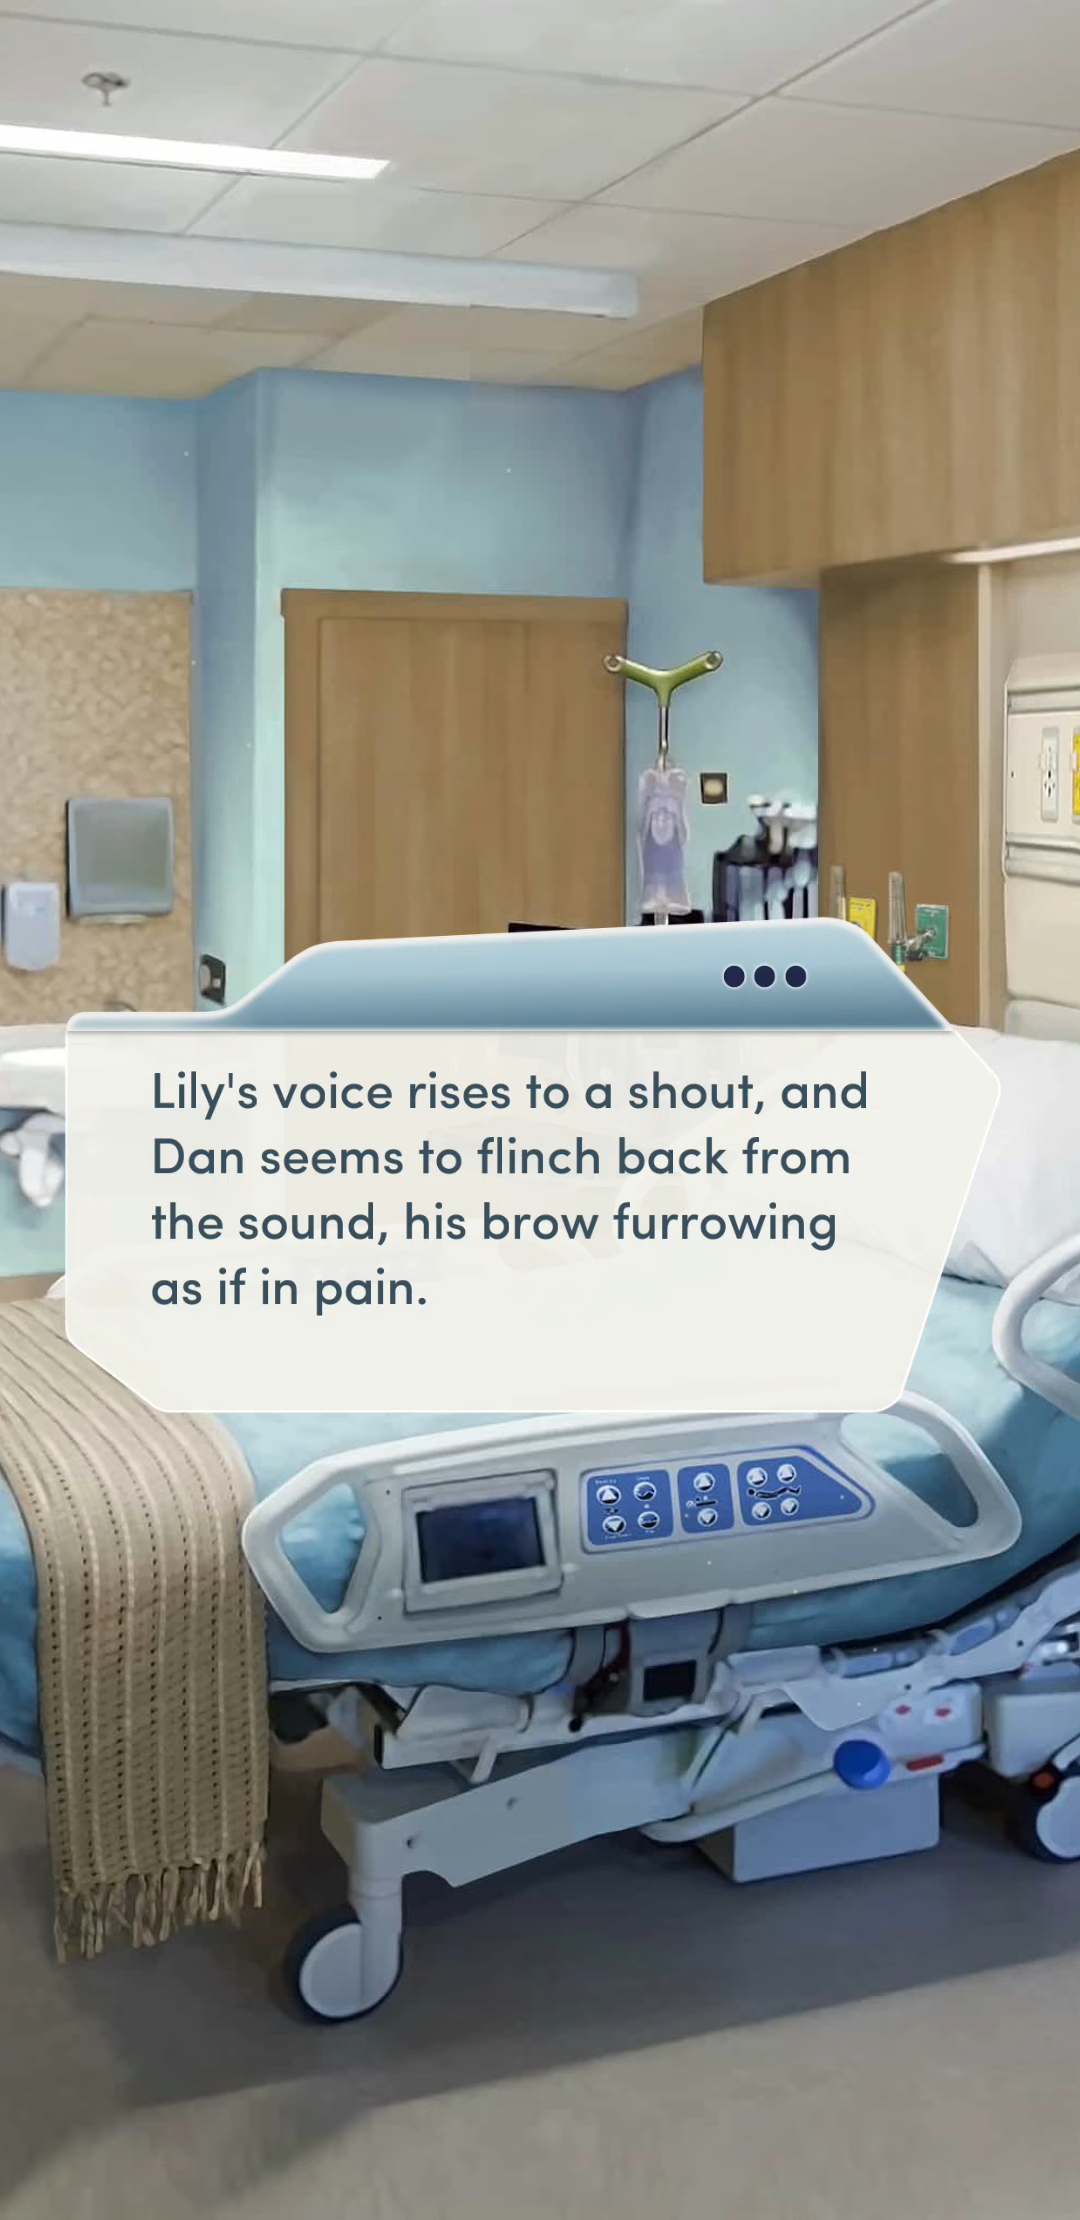 Lily's voice rises to a shout, and
Dan seems to flinch back from
the sound, his brow furrowing
as if in pain.